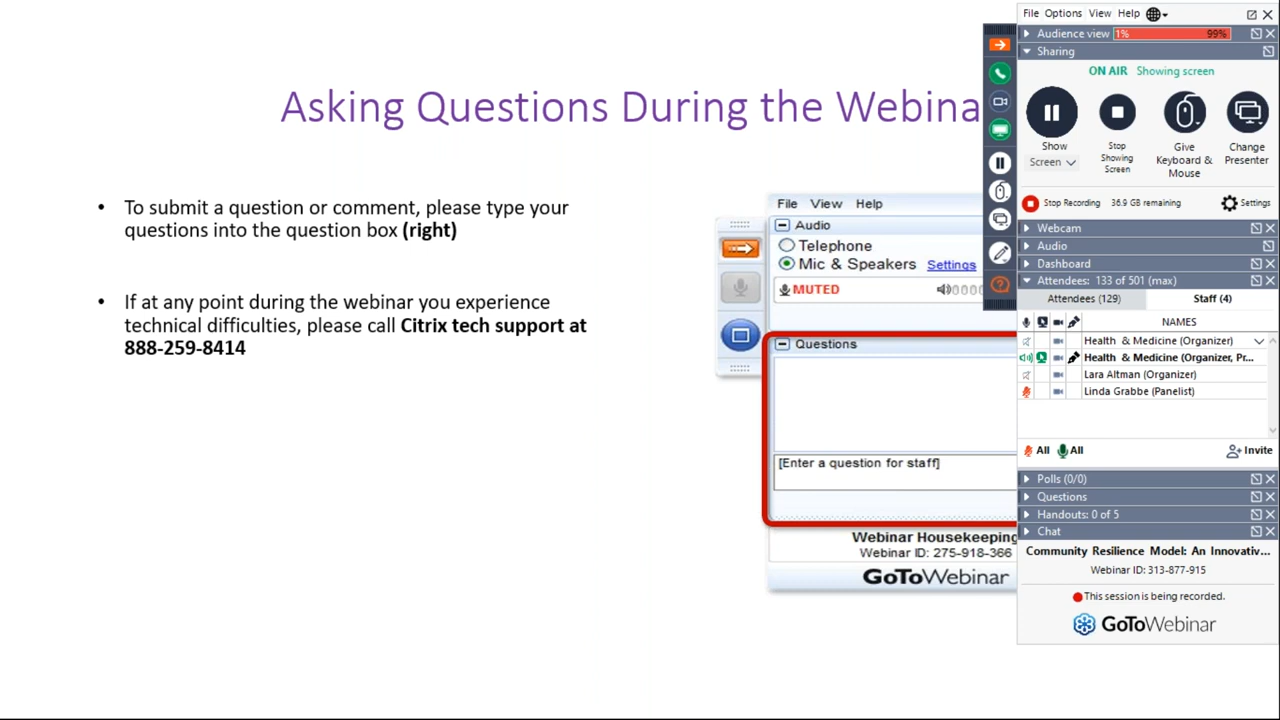 Asking Questions During the Webina
• To submit a question or comment, please type your
questions into the question box (right)
• If at any point during the webinar you experience
technical difficulties, please call Citrix tech support at
888-259-8414
File View Help
Audio
Telephone
Mic & Speakers Settings
MUTED
Questions
[Enter a question for staff]
Webinar Housekeeping
Webinar ID: 275-918-366
GoToWebinar
File Options View Help
Audience view 1% 99%
Sharing
ON AIR Showing screen
Show
Screen
Stop
Showing
Screen
Give
Keyboard &
Mouse
Change
Presenter
Stop Recording 36.9 GB remaining Settings
Webcam
Audio
Dashboard
Attendees: 133 of 501 (max)
Attendees (129) Staff (4)
NAMES
Health & Medicine (Organizer)
Health & Medicine (Organizer, Pr...
Lara Altman (Organizer)
Linda Grabbe (Panelist)
All All Invite
Polls (0/0)
Questions
Handouts: 0 of 5
Chat
Community Resilience Model: An Innovativ...
Webinar ID: 313-877-915
This session is being recorded.
GoToWebinar